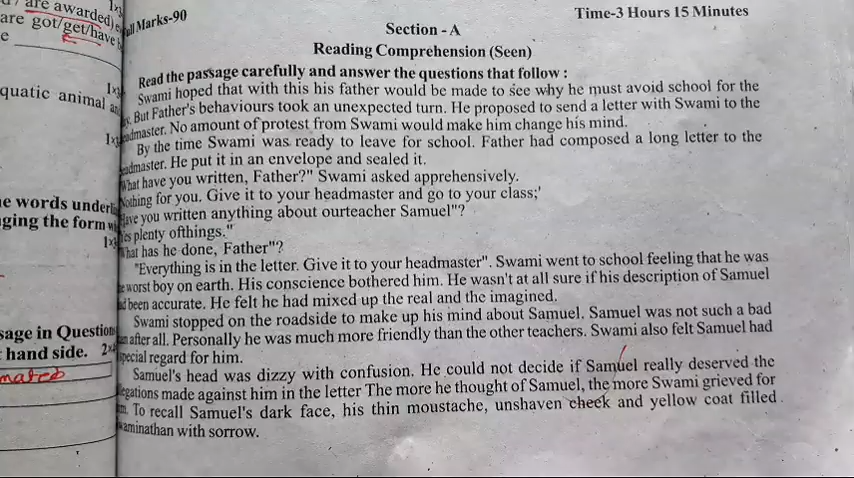 are awarded)
are got/get/have
e
quatic animal
e words underl
ging the form
sage in Question
hand side. 2×
1×
1×
1×
1×
ull Marks-90
Time-3 Hours 15 Minutes
Section - A
Reading Comprehension (Seen)
Read the passage carefully and answer the questions that follow :
Swami hoped that with this his father would be made to see why he must avoid school for the
But Father's behaviours took an unexpected turn. He proposed to send a letter with Swami to the
eadmaster. No amount of protest from Swami would make him change his mind.
By the time Swami was ready to leave for school. Father had composed a long letter to the
eadmaster. He put it in an envelope and sealed it.
What have you written, Father?" Swami asked apprehensively.
Nothing for you. Give it to your headmaster and go to your class;'
Have you written anything about ourteacher Samuel"?
Yes plenty ofthings."
What has he done, Father"?
"Everything is in the letter. Give it to your headmaster". Swami went to school feeling that he was
e worst boy on earth. His conscience bothered him. He wasn't at all sure if his description of Samuel
ad been accurate. He felt he had mixed up the real and the imagined.
Swami stopped on the roadside to make up his mind about Samuel. Samuel was not such a bad
an after all. Personally he was much more friendly than the other teachers. Swami also felt Samuel had
special regard for him.
Samuel's head was dizzy with confusion. He could not decide if Samuel really deserved the
egations made against him in the letter The more he thought of Samuel, the more Swami grieved for
m. To recall Samuel's dark face, his thin moustache, unshaven cheek and yellow coat filled
waminathan with sorrow.